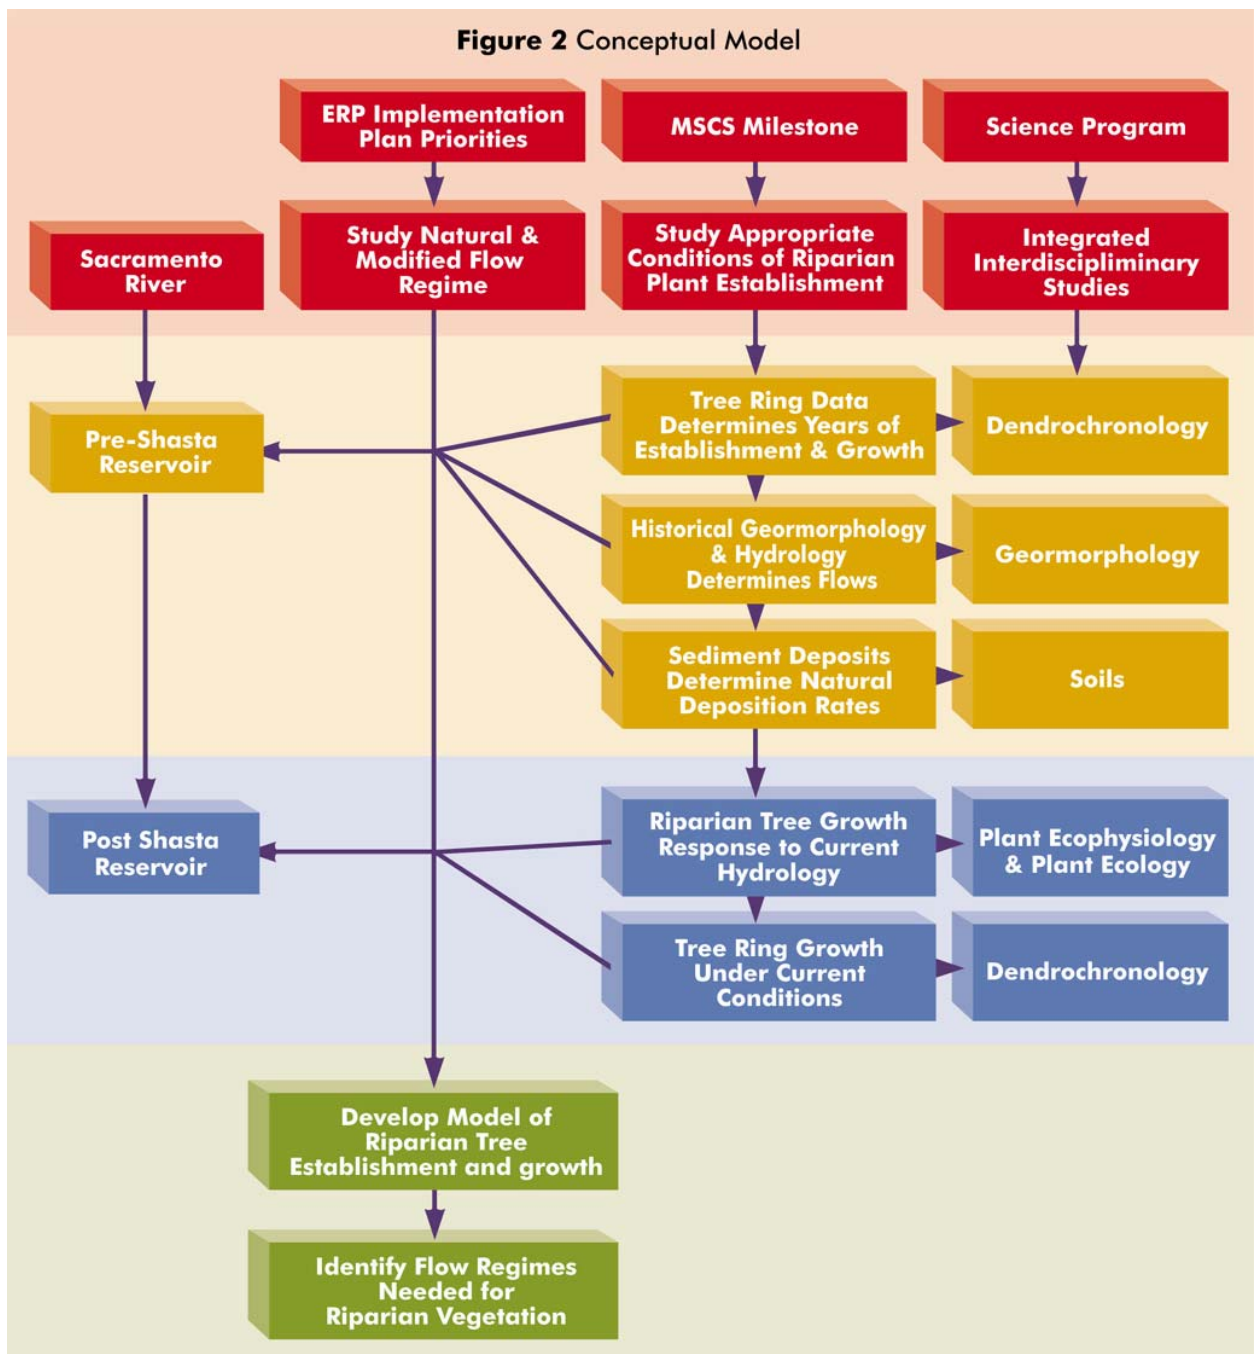 Figure 2 Conceptual Model
ERP Implementation
Plan Priorities
MSCS Milestone
Science Program
Sacramento
River
Study Natural &
Modified Flow
Regime
Study Appropriate
Conditions of Riparian
Plant Establishment
Integrated
Interdiscipliminary
Studies
Pre-Shasta
Reservoir
Tree Ring Data
Determines Years of
Establishment & Growth
Dendrochronology
Historical Geormorphology
& Hydrology
Determines Flows
Geormorphology
Sediment Deposits
Determine Natural
Deposition Rates
Soils
Post Shasta
Reservoir
Riparian Tree Growth
Response to Current
Hydrology
Plant Ecophysiology
& Plant Ecology
Tree Ring Growth
Under Current
Conditions
Dendrochronology
Develop Model of
Riparian Tree
Establishment and growth
Identify Flow Regimes
Needed for
Riparian Vegetation